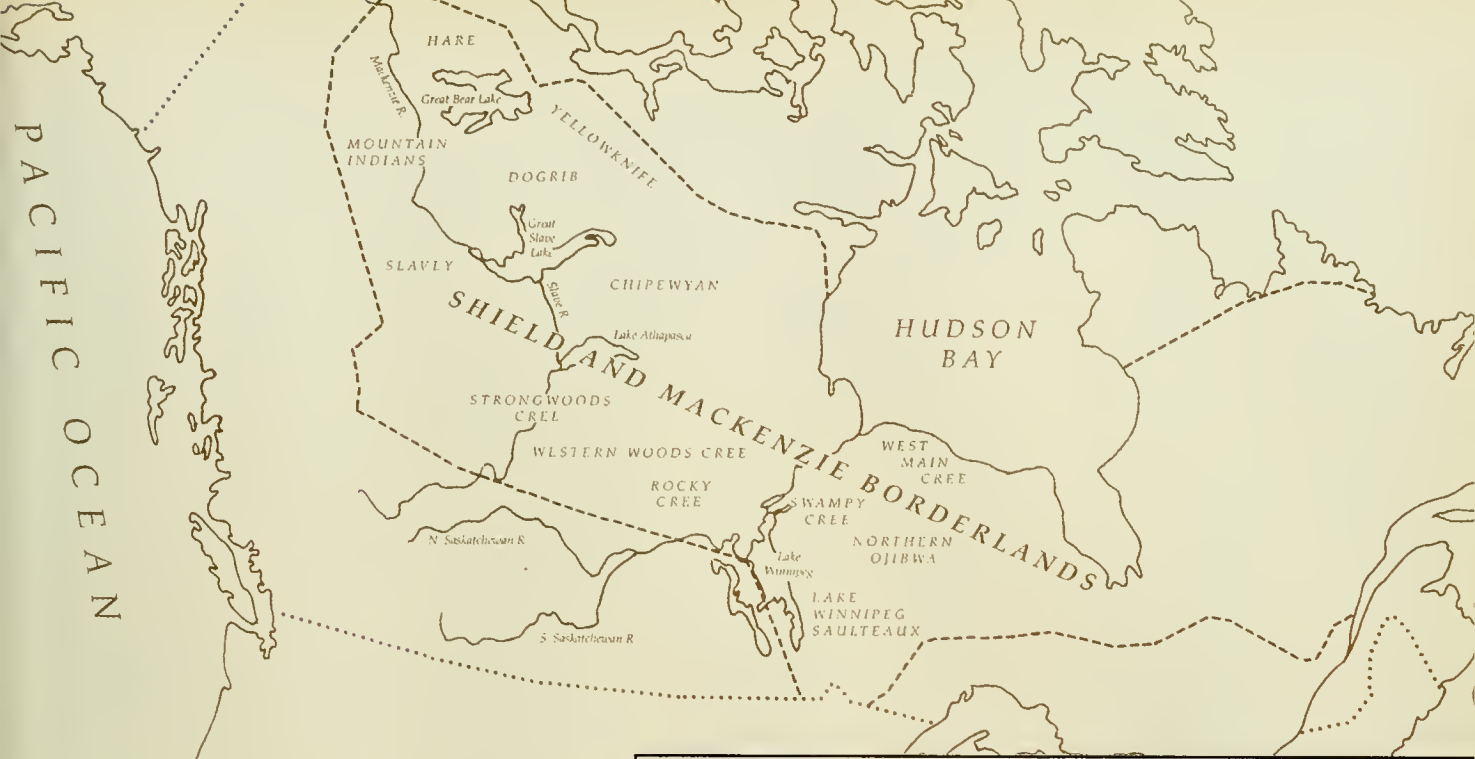 HARE
Mackenzie R.
Great Bear Lake
YELLOWKNIFE
MOUNTAIN
INDIANS
DOGRIB
PACIFIC OCEAN
Great
Slave
Lake
SLAVEY
CHIPEWYAN
Slave R.
SHIELD AND MACKENZIE BORDERLANDS
HUDSON
BAY
Lake Athapasca
STRONGWOODS
CREE
WESTERN WOODS CREE
WEST
MAIN
CREE
ROCKY
CREE
SWAMPY
CREE
N. Saskatchewan R.
NORTHERN
OJIBWA
Lake
Winnipeg
LAKE
WINNIPEG
SAULTEAUX
S. Saskatchewan R.